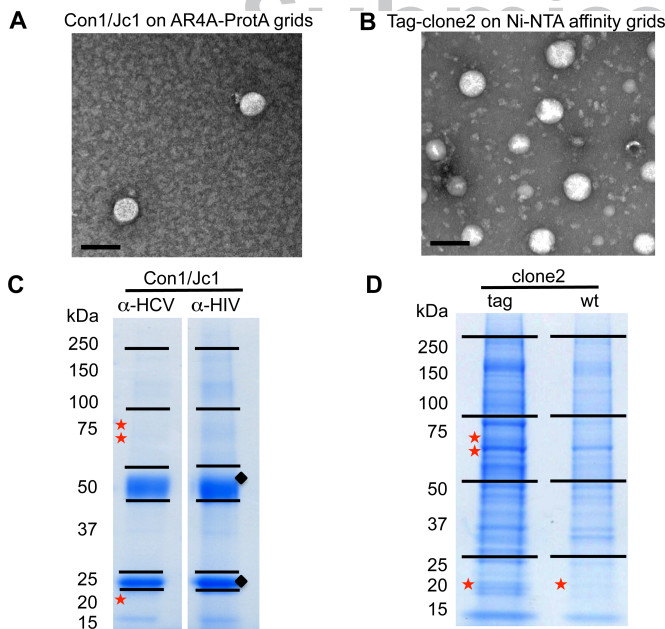 A
Con1/Jc1 on AR4A-ProtA grids
B
Tag-clone2 on Ni-NTA affinity grids
C
Con1/Jc1
α-HCV α-HIV
kDa
250
150
100
75
50
37
25
20
15
D
clone2
tag wt
kDa
250
150
100
75
50
37
25
20
15